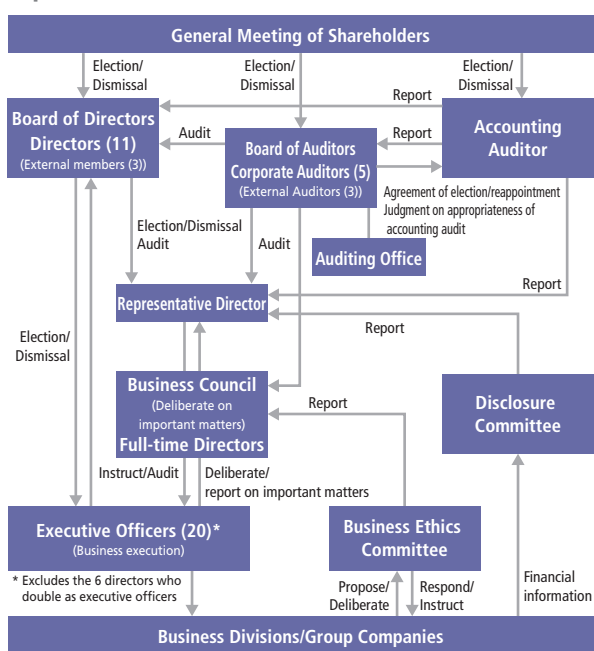 General Meeting of Shareholders
Election/
Dismissal
Election/
Dismissal
Election/
Dismissal
Report
Board of Directors
Directors (11)
(External members (3))
Audit
Board of Auditors
Corporate Auditors (5)
(External Auditors (3))
Report
Accounting
Auditor
Agreement of election/reappointment
Judgment on appropriateness of
accounting audit
Election/Dismissal
Audit
Audit
Auditing Office
Report
Representative Director
Report
Election/
Dismissal
Business Council
(Deliberate on
important matters)
Full-time Directors
Report
Disclosure
Committee
Instruct/Audit
Deliberate/
report on important matters
Executive Officers (20)*
(Business execution)
Business Ethics
Committee
* Excludes the 6 directors who
double as executive officers
Propose/
Deliberate
Respond/
Instruct
Financial
information
Business Divisions/Group Companies